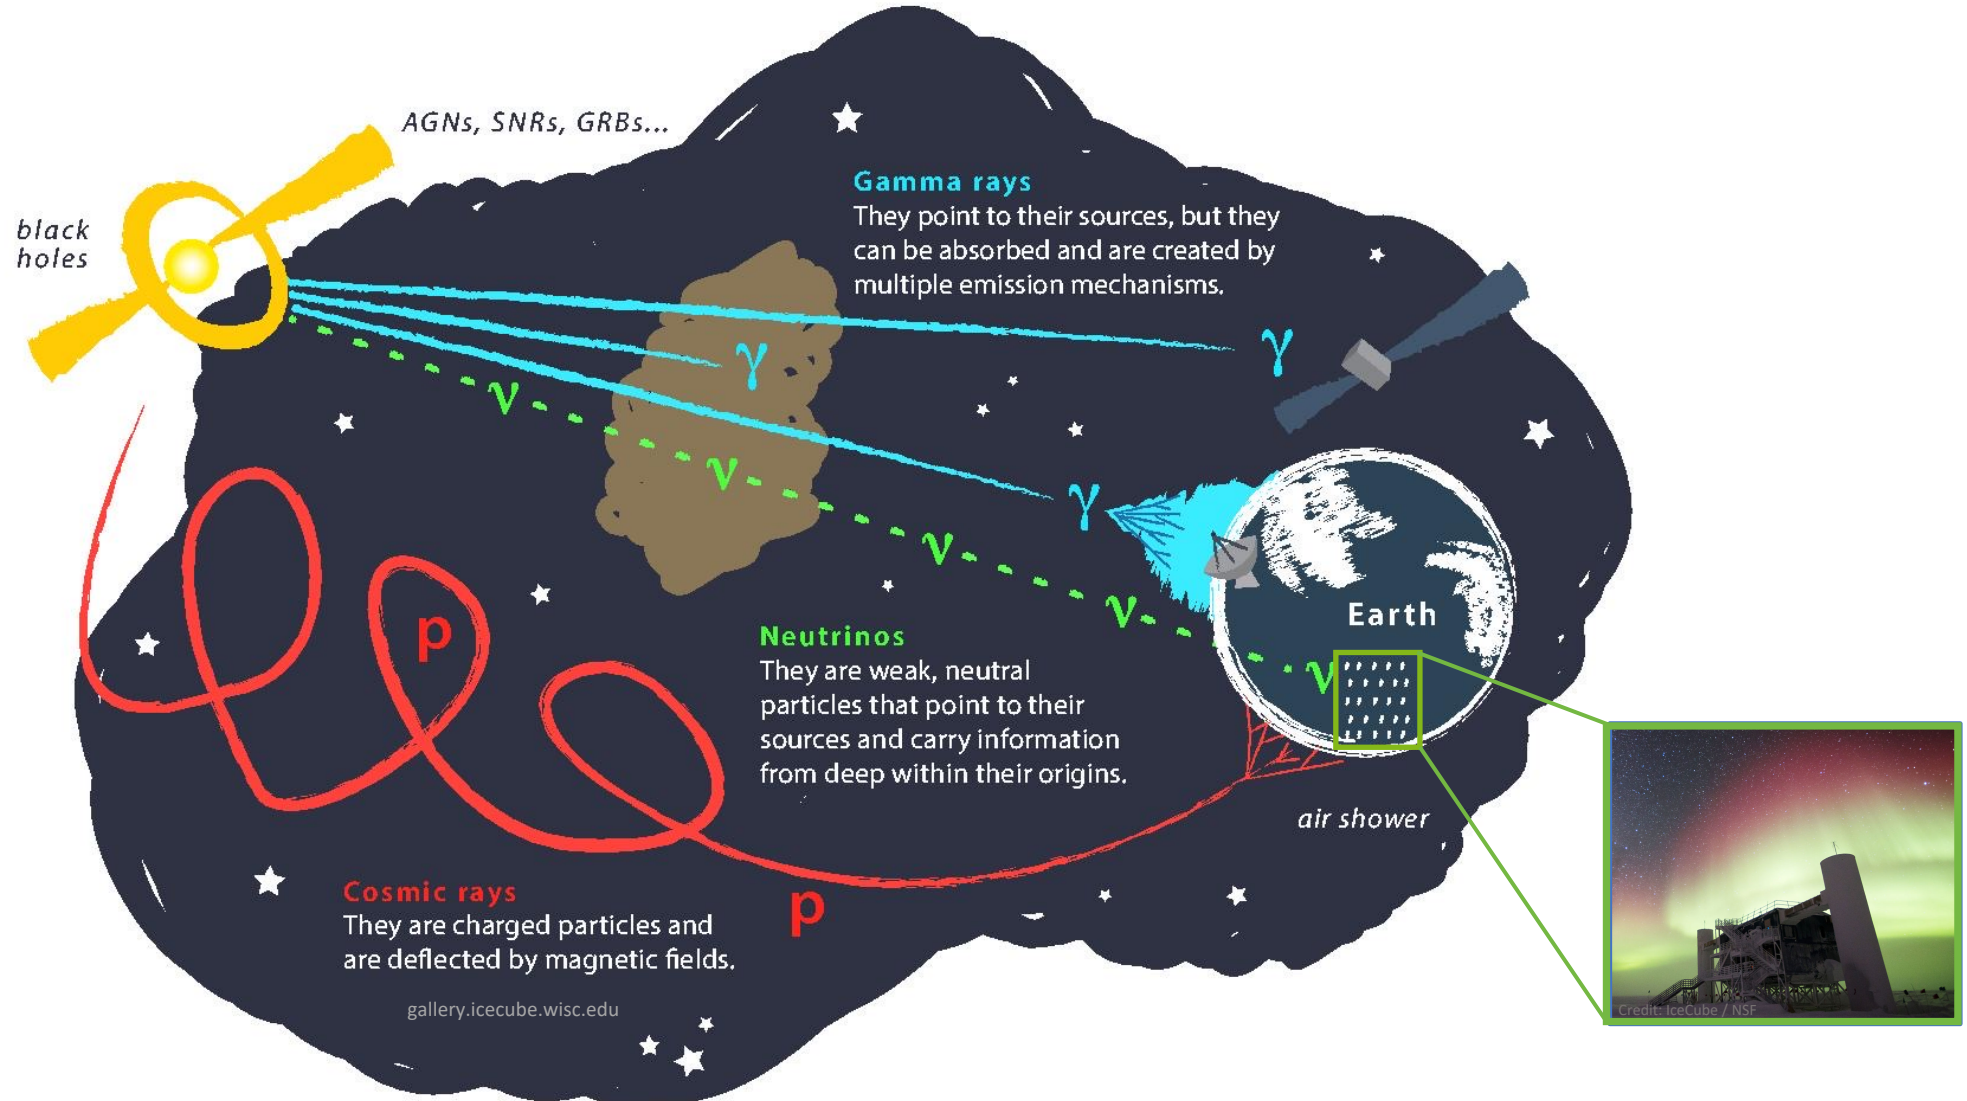 AGNs, SNRs, GRBs...
black
holes
Gamma rays
They point to their sources, but they
can be absorbed and are created by
multiple emission mechanisms.
γ
γ
ν
ν
γ
ν
ν
Earth
ν
p
Neutrinos
They are weak, neutral
particles that point to their
sources and carry information
from deep within their origins.
air shower
p
Cosmic rays
They are charged particles and
are deflected by magnetic fields.
gallery.icecube.wisc.edu
Credit: IceCube / NSF